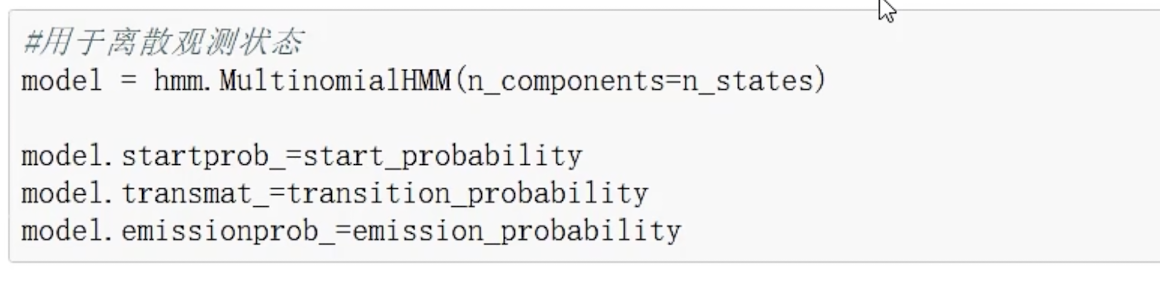 #用于离散观测状态
model = hmm.MultinomialHMM(n_components=n_states)
model.startprob_=start_probability
model.transmat_=transition_probability
model.emissionprob_=emission_probability